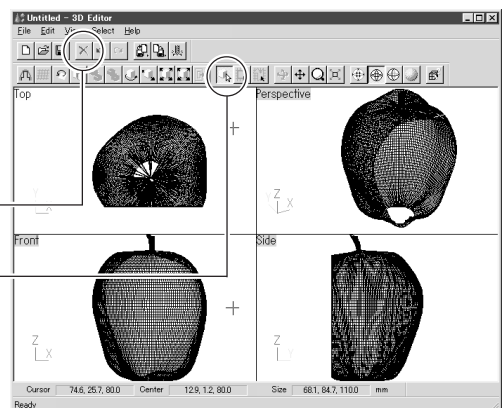 Untitled - 3D Editor
File Edit View Select Help
Top
Perspective
Y
X
Z
Y X
Front
Side
Z
X
Z
Y
Cursor 74.6, 25.7, 80.0 Center 12.9, 1.2, 80.0 Size 68.1, 84.7, 110.0 mm
Ready